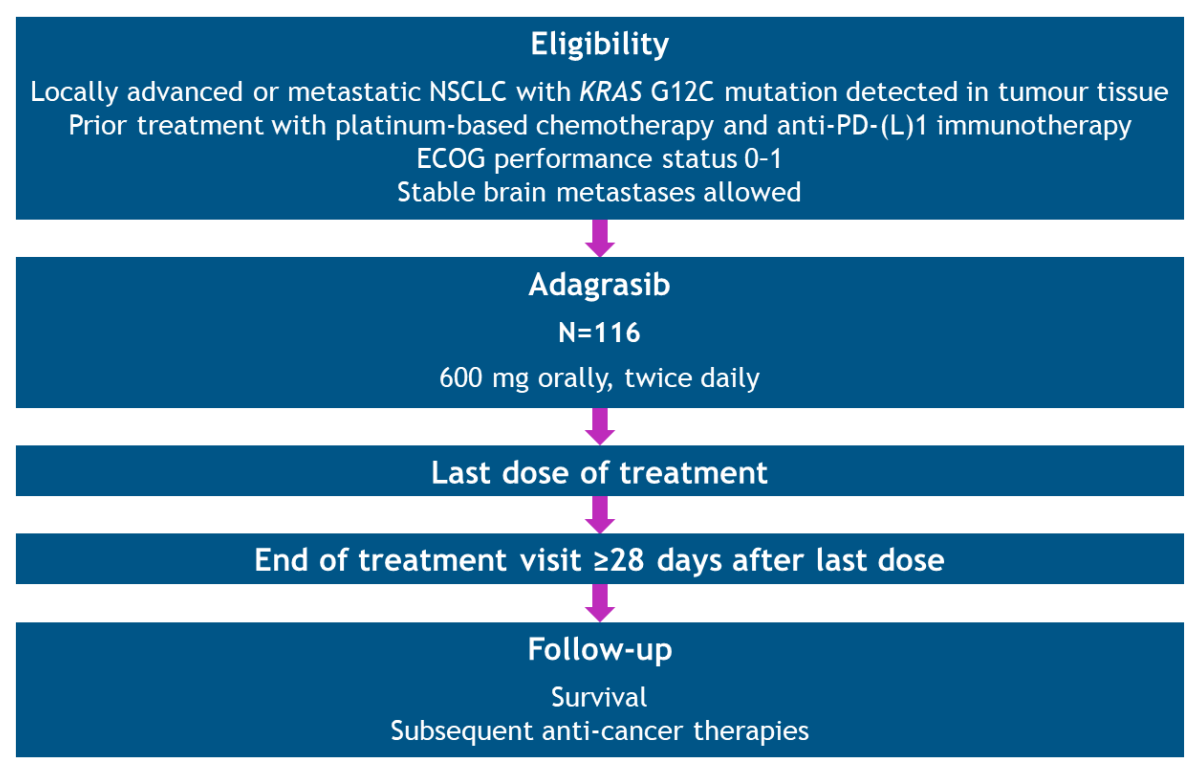 Eligibility
Locally advanced or metastatic NSCLC with KRAS G12C mutation detected in tumour tissue
Prior treatment with platinum-based chemotherapy and anti-PD-(L)1 immunotherapy
ECOG performance status 0–1
Stable brain metastases allowed
Adagrasib
N=116
600 mg orally, twice daily
Last dose of treatment
End of treatment visit ≥28 days after last dose
Follow-up
Survival
Subsequent anti-cancer therapies